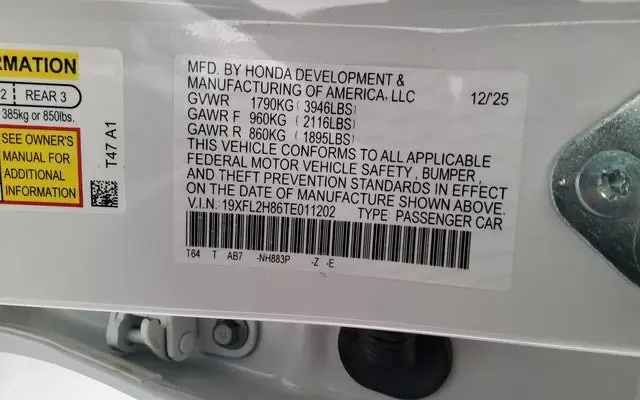 RMATION
2 REAR 3
385kg or 850lbs.
SEE OWNER'S
MANUAL FOR
ADDITIONAL
INFORMATION
T47 A1
MFD. BY HONDA DEVELOPMENT &
MANUFACTURING OF AMERICA, LLC 12/'25
GVWR 1790KG ( 3946LBS)
GAWR F 960KG ( 2116LBS)
GAWR R 860KG ( 1895LBS)
THIS VEHICLE CONFORMS TO ALL APPLICABLE
FEDERAL MOTOR VEHICLE SAFETY , BUMPER,
AND THEFT PREVENTION STANDARDS IN EFFECT
ON THE DATE OF MANUFACTURE SHOWN ABOVE.
V.I.N.: 19XFL2H86TE011202 TYPE: PASSENGER CAR
T64 T AB7 -NH883P -Z -E